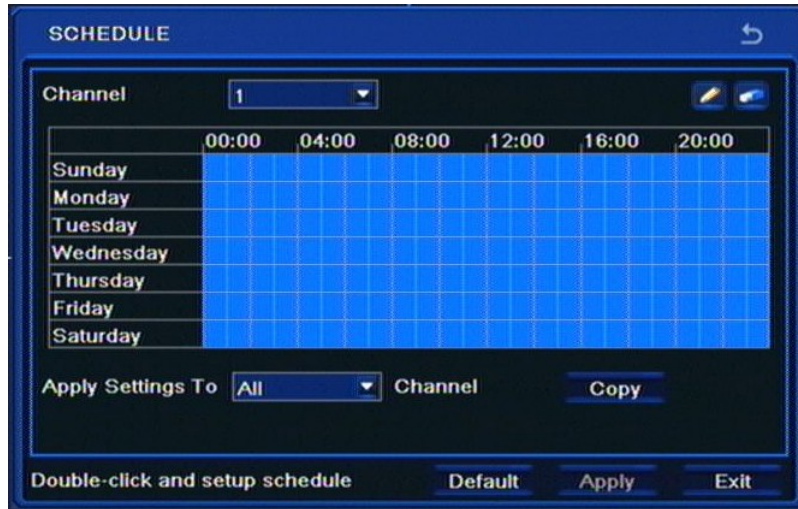 SCHEDULE
Channel 1
00:00 04:00 08:00 12:00 16:00 20:00
Sunday
Monday
Tuesday
Wednesday
Thursday
Friday
Saturday
Apply Settings To All Channel Copy
Double-click and setup schedule Default Apply Exit